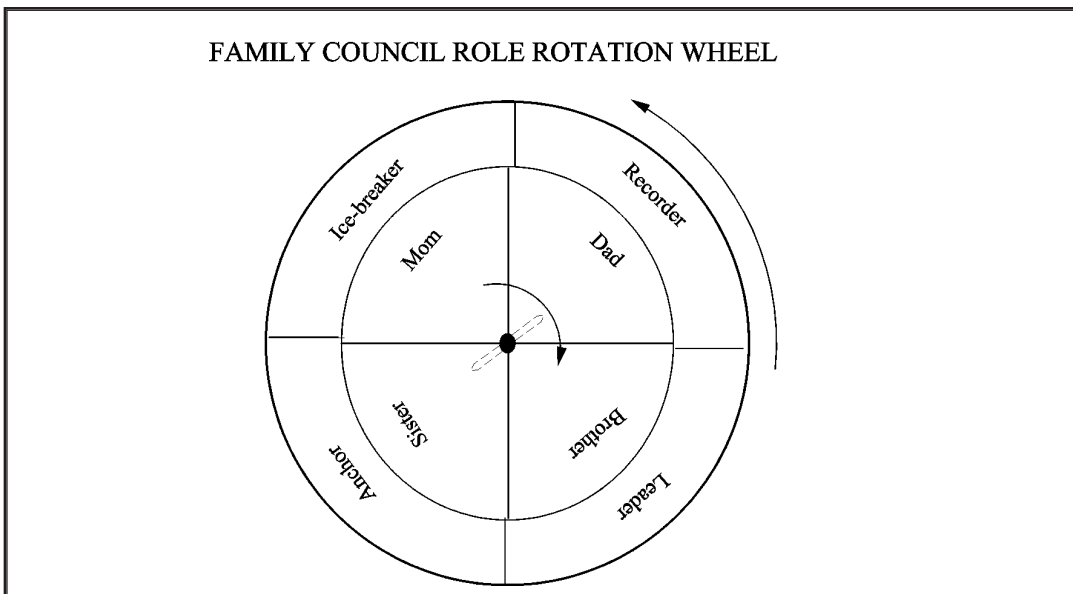 FAMILY COUNCIL ROLE ROTATION WHEEL
Ice-breaker
Recorder
Mom
Dad
Sister
Brother
Anchor
Leader